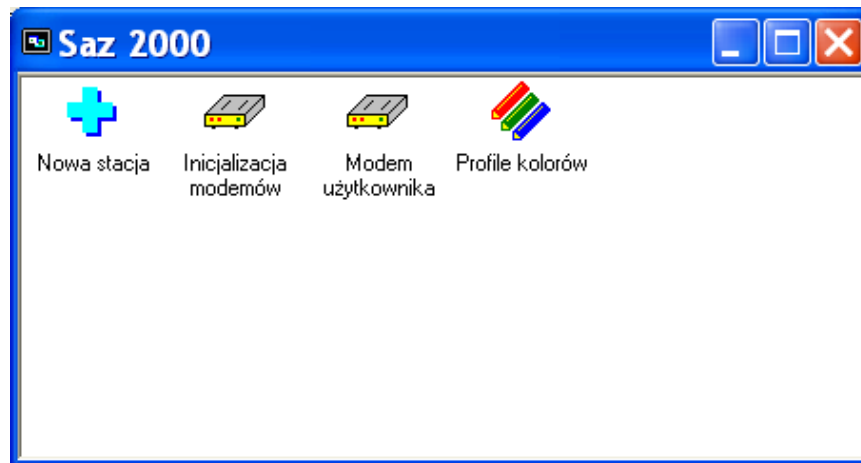 Saz 2000
Nowa stacja
Inicjalizacja
modemów
Modem
użytkownika
Profile kolorów